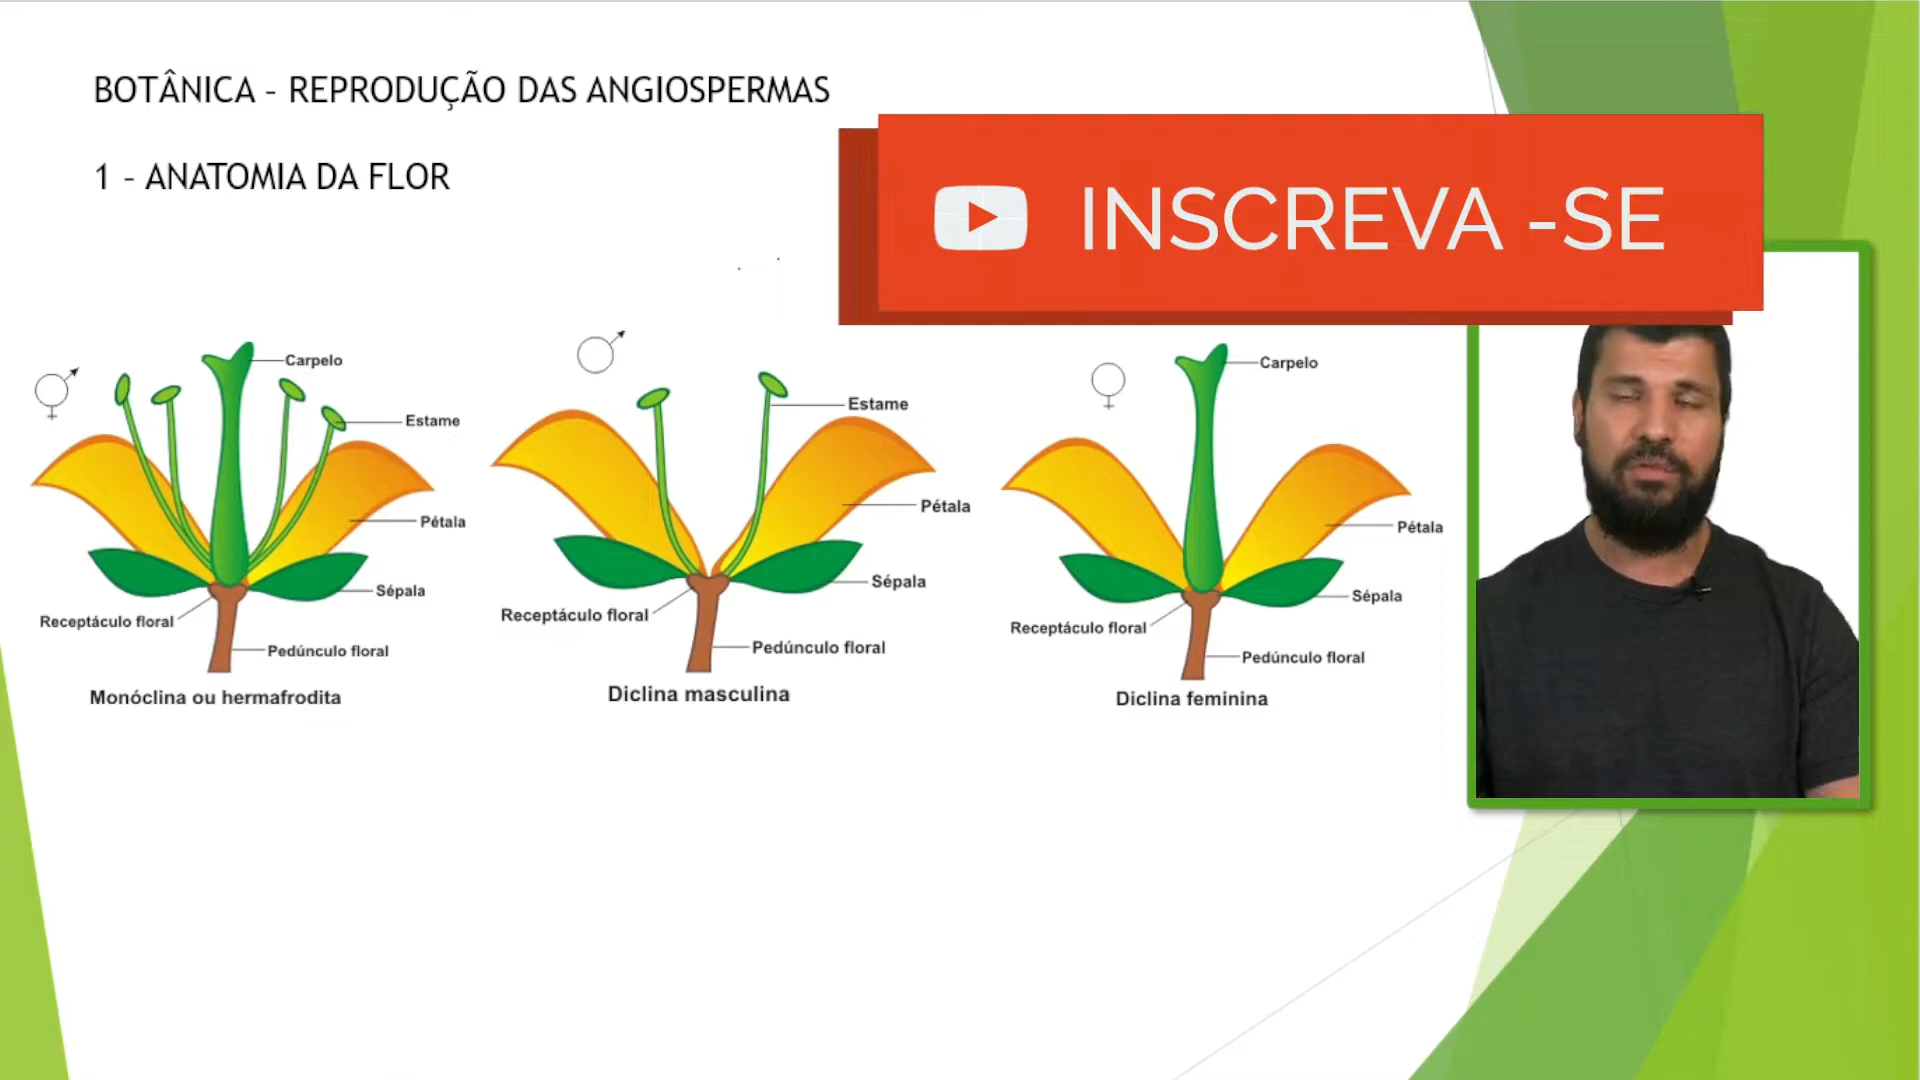 BOTÂNICA – REPRODUÇÃO DAS ANGIOSPERMAS
1 – ANATOMIA DA FLOR
INSCREVA -SE
Carpelo
Estame
Pétala
Sépala
Receptáculo floral
Pedúnculo floral
Monóclina ou hermafrodita
Estame
Pétala
Sépala
Receptáculo floral
Pedúnculo floral
Diclina masculina
Carpelo
Pétala
Sépala
Receptáculo floral
Pedúnculo floral
Diclina feminina